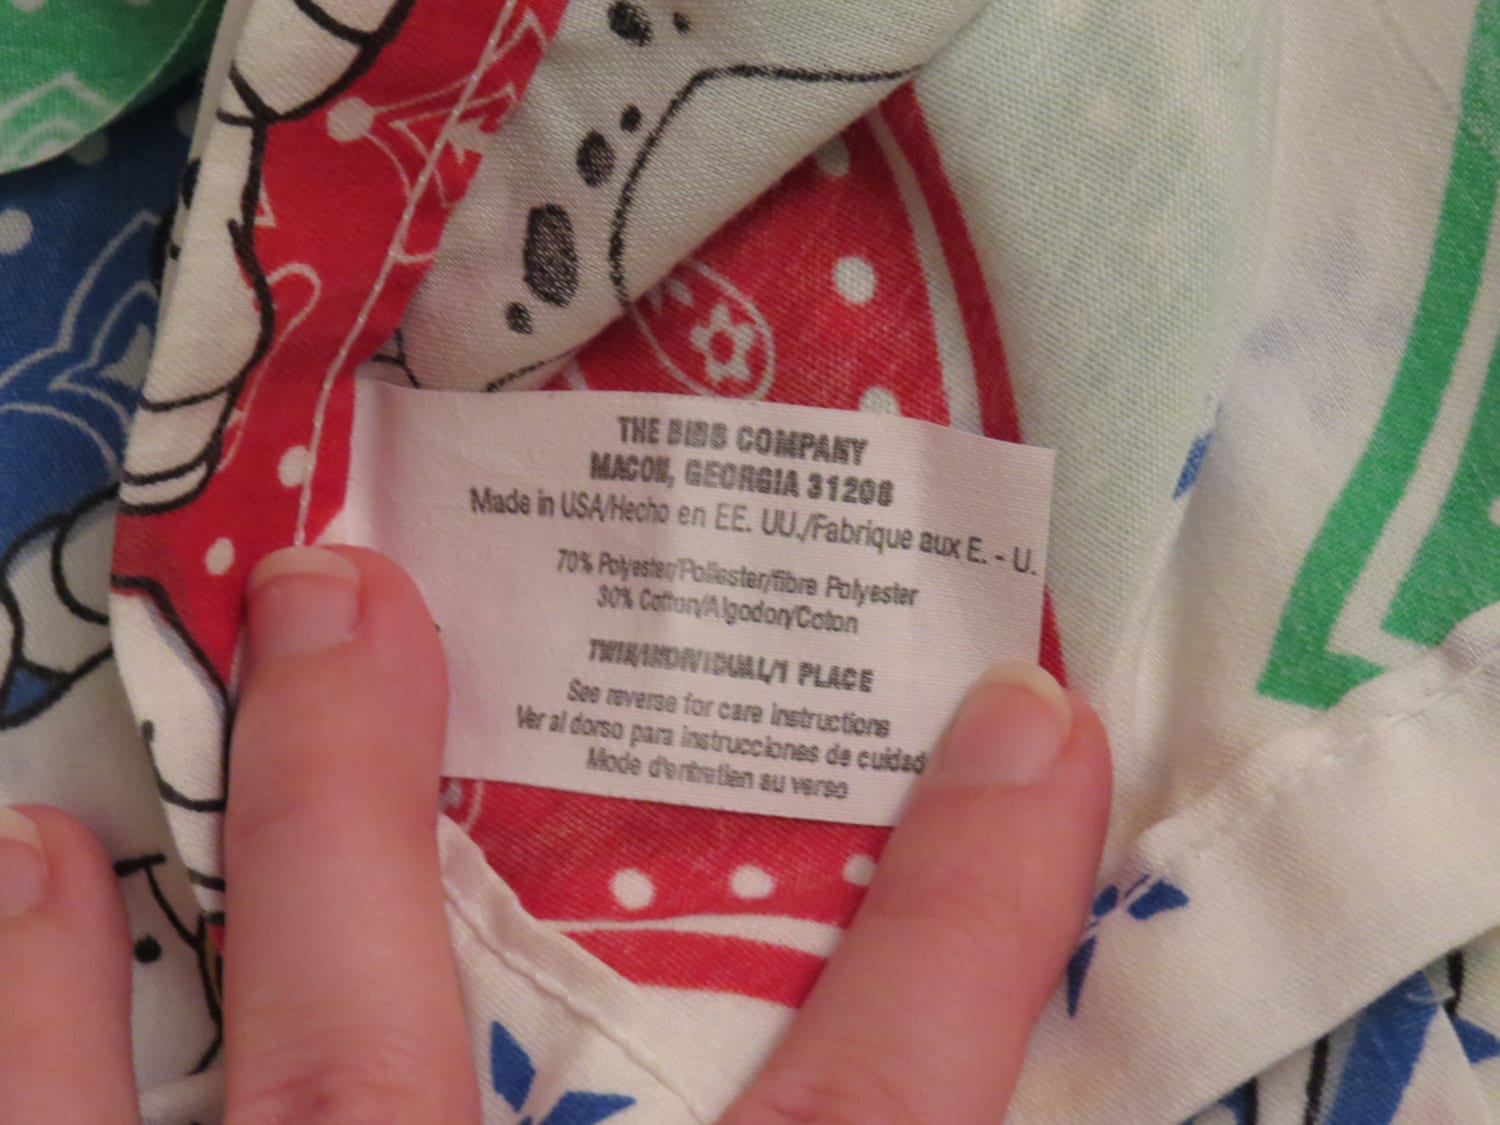 THE BIBB COMPANY
MACON, GEORGIA 31208
Made in USA/Hecho en EE. UU./Fabrique aux E. - U.
70% Polyester/Poliester/fibre Polyester
30% Cotton/Algodon/Coton
TWIN/INDIVIDUAL/1 PLACE
See reverse for care instructions
Ver al dorso para instrucciones de cuidad
Mode d'entretien au verso